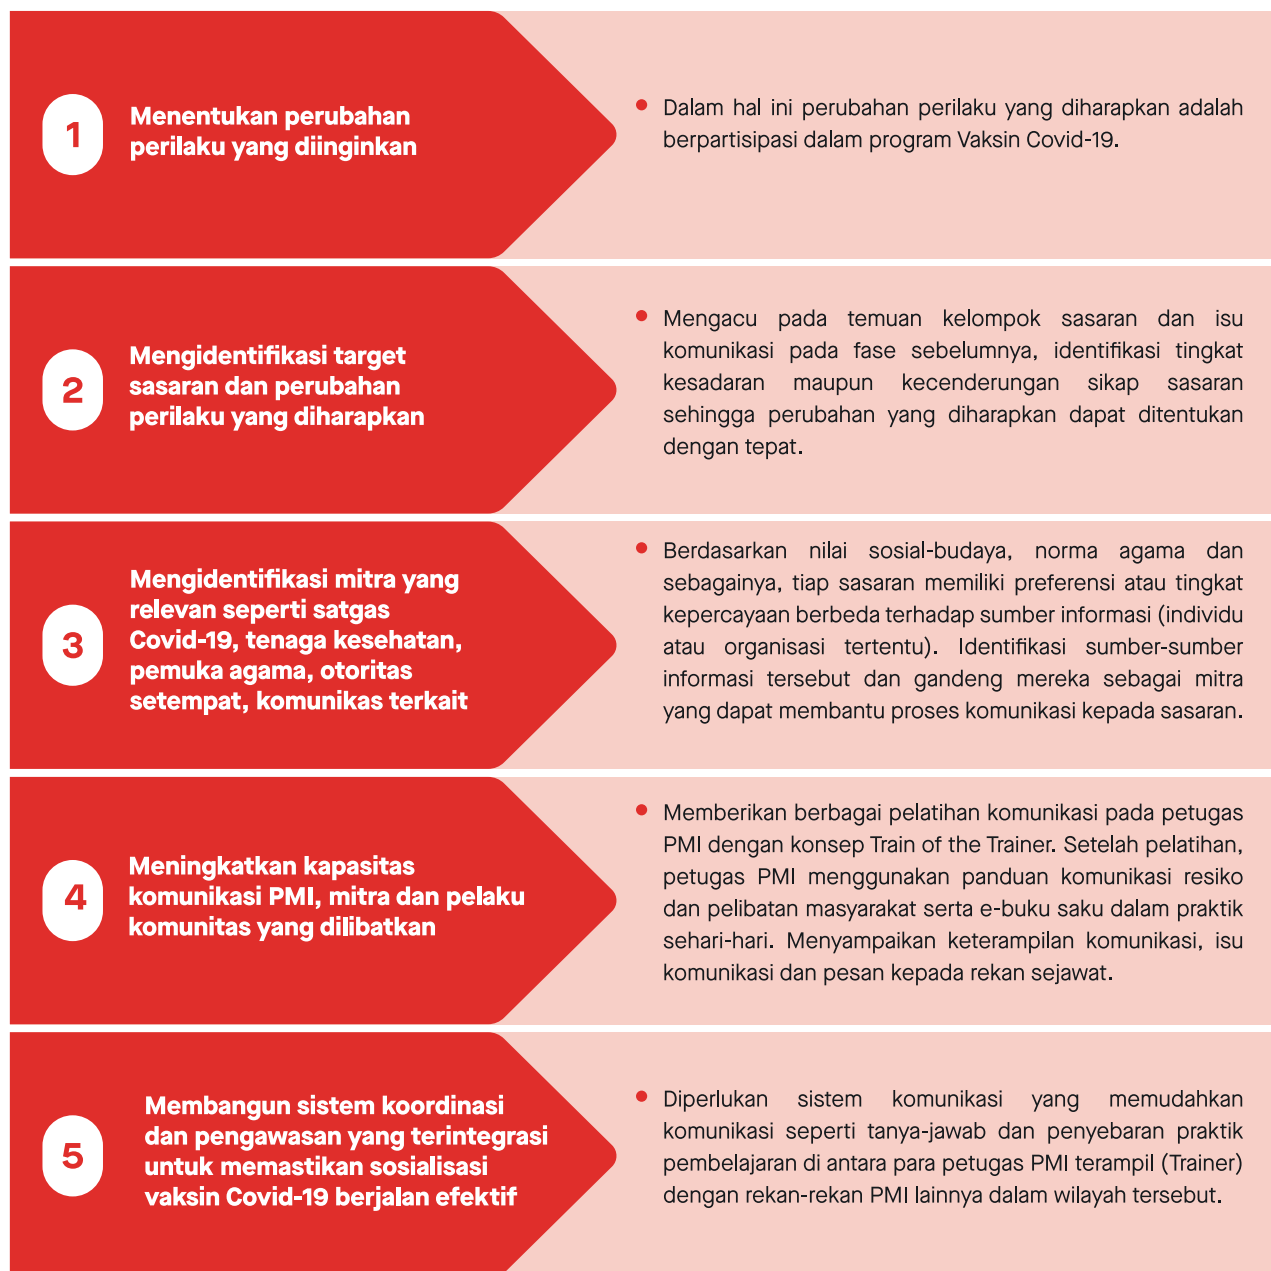 1
Menentukan perubahan
perilaku yang diinginkan
• Dalam hal ini perubahan perilaku yang diharapkan adalah
berpartisipasi dalam program Vaksin Covid-19.
2
Mengidentifikasi target
sasaran dan perubahan
perilaku yang diharapkan
• Mengacu pada temuan kelompok sasaran dan isu
komunikasi pada fase sebelumnya, identifikasi tingkat
kesadaran maupun kecenderungan sikap sasaran
sehingga perubahan yang diharapkan dapat ditentukan
dengan tepat.
3
Mengidentifikasi mitra yang
relevan seperti satgas
Covid-19, tenaga kesehatan,
pemuka agama, otoritas
setempat, komunikas terkait
• Berdasarkan nilai sosial-budaya, norma agama dan
sebagainya, tiap sasaran memiliki preferensi atau tingkat
kepercayaan berbeda terhadap sumber informasi (individu
atau organisasi tertentu). Identifikasi sumber-sumber
informasi tersebut dan gandeng mereka sebagai mitra
yang dapat membantu proses komunikasi kepada sasaran.
4
Meningkatkan kapasitas
komunikasi PMI, mitra dan pelaku
komunitas yang dilibatkan
• Memberikan berbagai pelatihan komunikasi pada petugas
PMI dengan konsep Train of the Trainer. Setelah pelatihan,
petugas PMI menggunakan panduan komunikasi resiko
dan pelibatan masyarakat serta e-buku saku dalam praktik
sehari-hari. Menyampaikan keterampilan komunikasi, isu
komunikasi dan pesan kepada rekan sejawat.
5
Membangun sistem koordinasi
dan pengawasan yang terintegrasi
untuk memastikan sosialisasi
vaksin Covid-19 berjalan efektif
• Diperlukan sistem komunikasi yang memudahkan
komunikasi seperti tanya-jawab dan penyebaran praktik
pembelajaran di antara para petugas PMI terampil (Trainer)
dengan rekan-rekan PMI lainnya dalam wilayah tersebut.